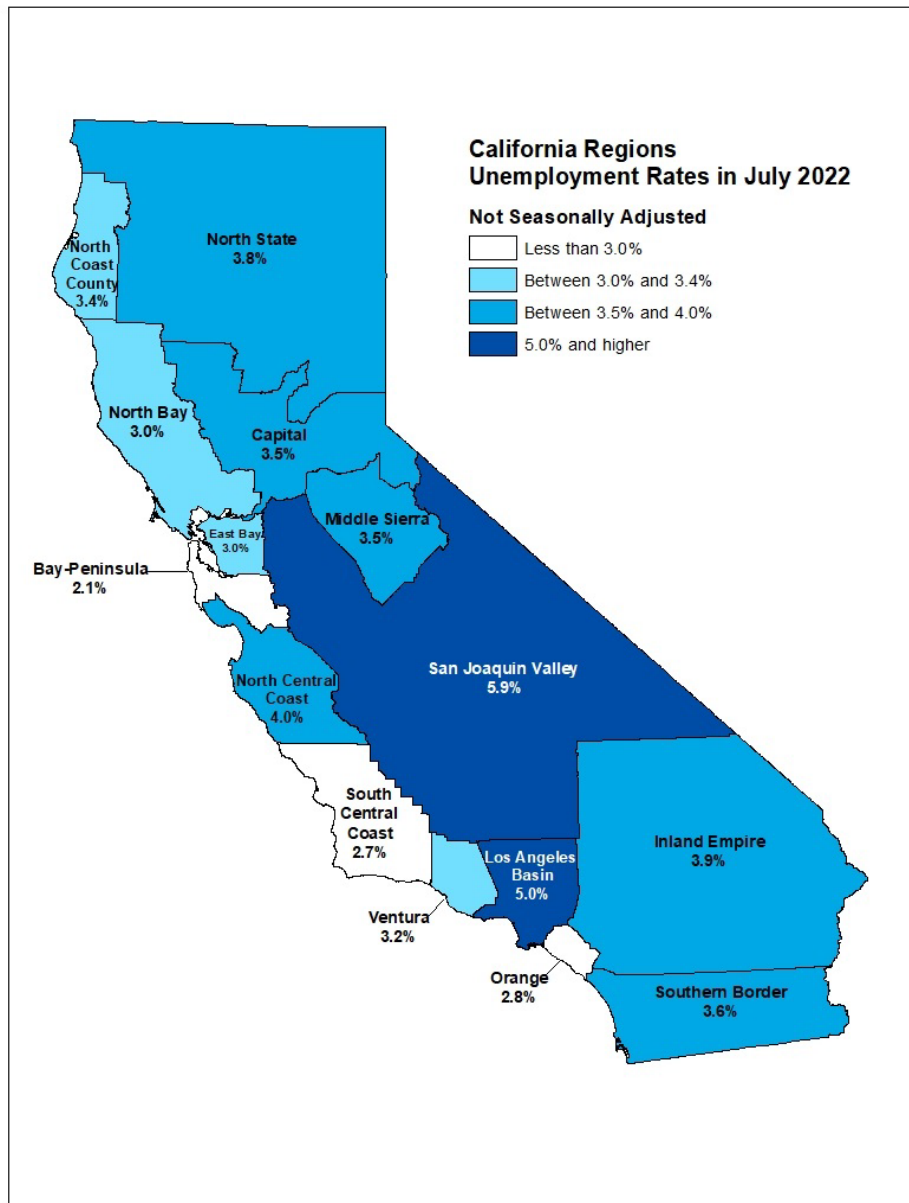 California Regions
Unemployment Rates in July 2022
Not Seasonally Adjusted
Less than 3.0%
Between 3.0% and 3.4%
Between 3.5% and 4.0%
5.0% and higher
North State
3.8%
North
Coast
County
3.4%
North Bay
3.0%
Capital
3.5%
Middle Sierra
3.5%
East Bay
3.0%
Bay-Peninsula
2.1%
San Joaquin Valley
5.9%
North Central
Coast
4.0%
South
Central
Coast
2.7%
Los Angeles
Basin
5.0%
Inland Empire
3.9%
Ventura
3.2%
Orange
2.8%
Southern Border
3.6%